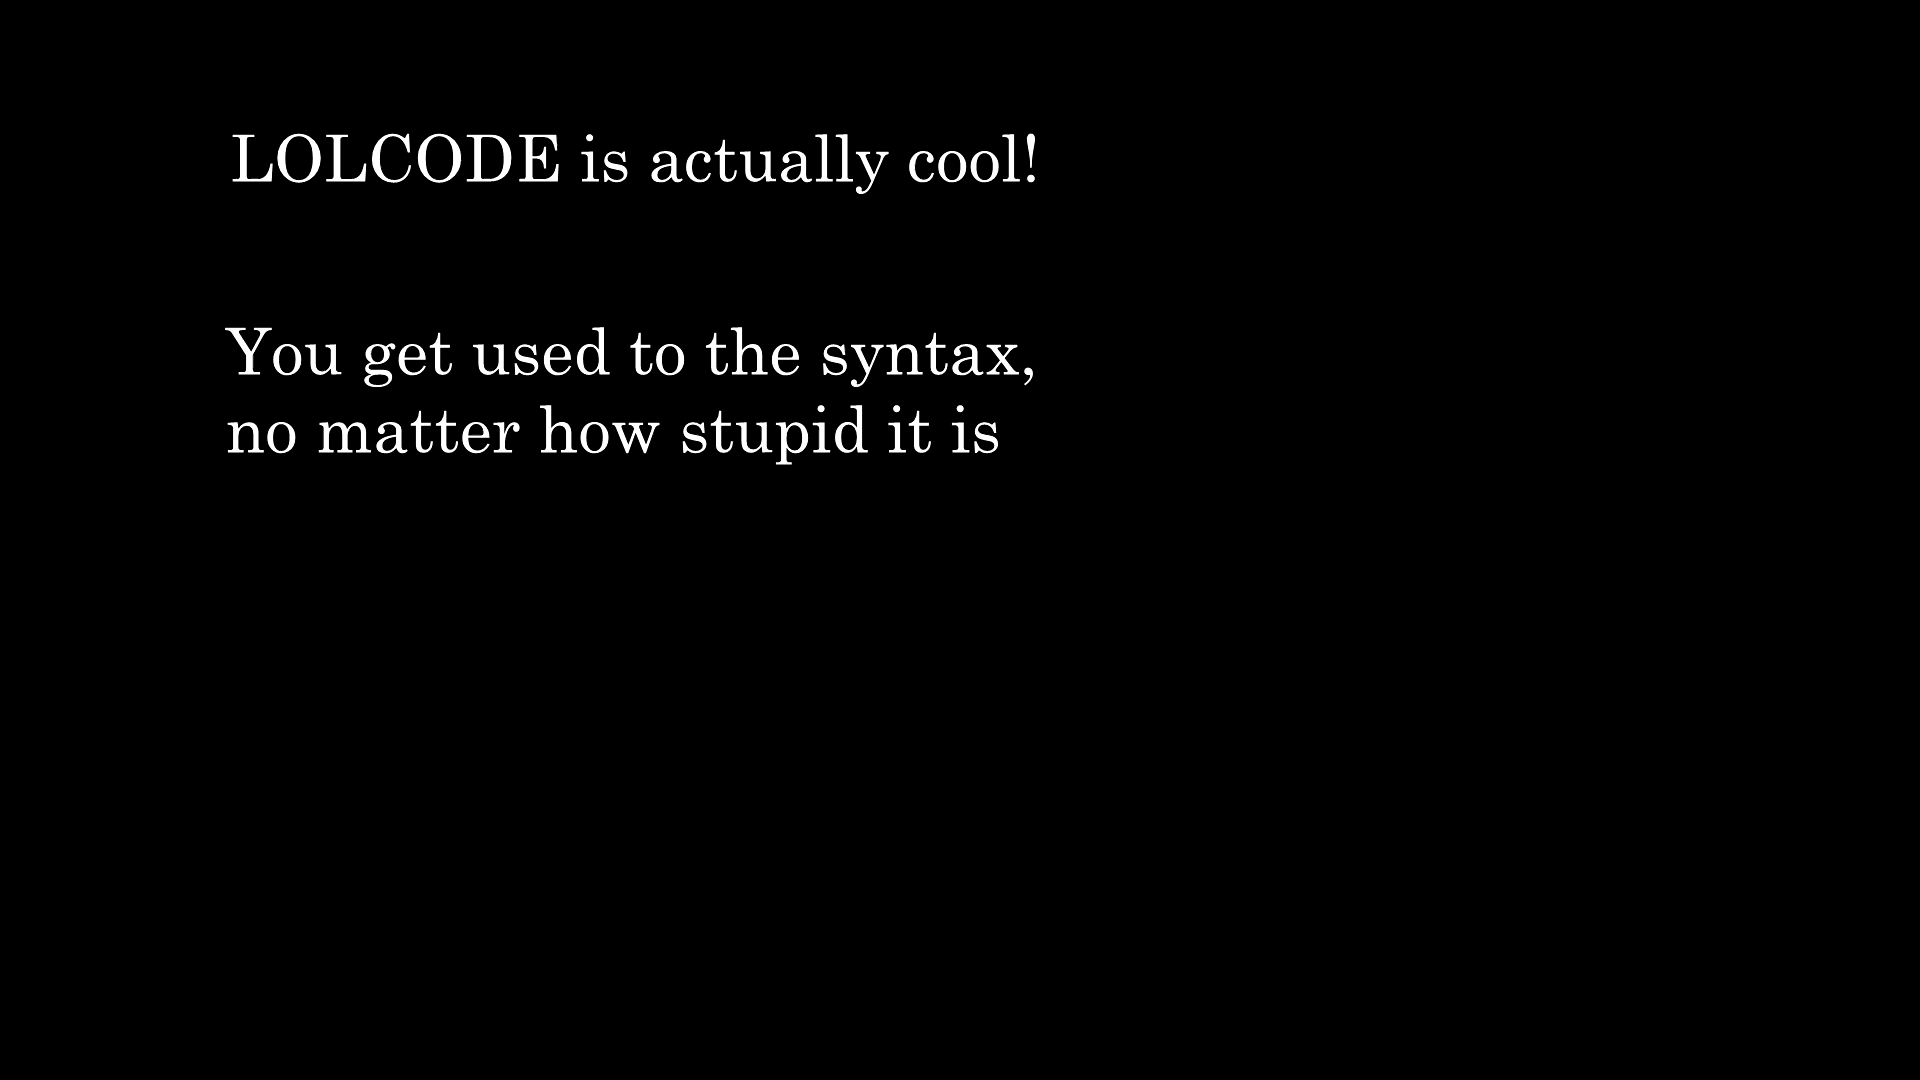 LOLCODE is actually cool!
You get used to the syntax,
no matter how stupid it is